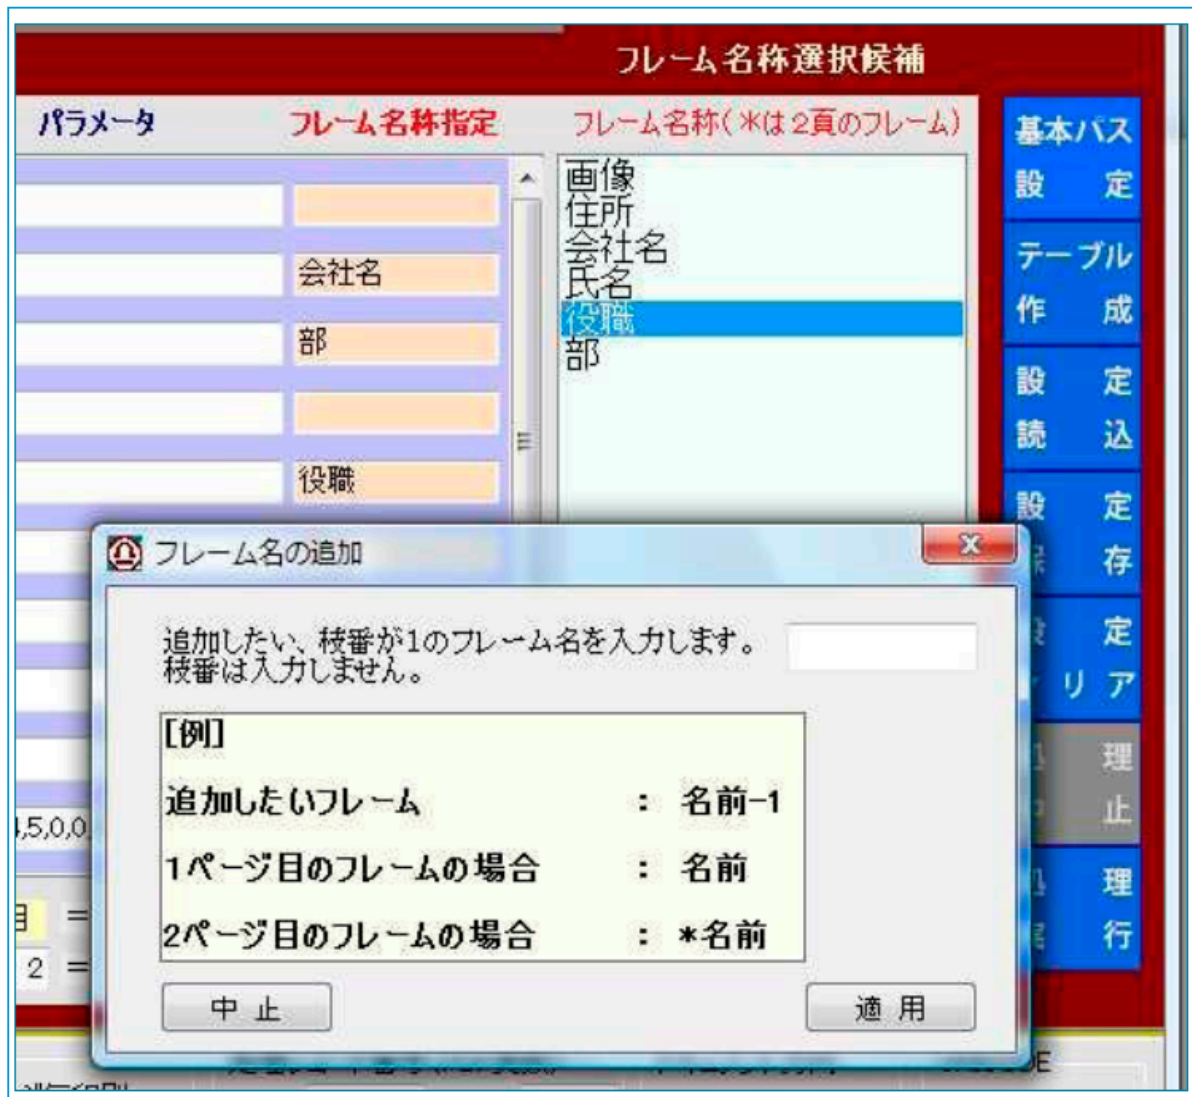 フレーム名称選択候補
パラメータ
フレーム名称指定
フレーム名称(*は2頁のフレーム)
画像
住所
会社名
氏名
役職
部
会社名
部
役職
基本パス
設 定
テーブル
作 成
設 定
読 込
設 定
存
定
リ ア
理
止
理
行
フレーム名の追加
追加したい、枝番が1のフレーム名を入力します。
枝番は入力しません。
[例]
追加したいフレーム : 名前-1
1ページ目のフレームの場合 : 名前
2ページ目のフレームの場合 : *名前
中 止
適 用
,5,0,0,
=
2 =